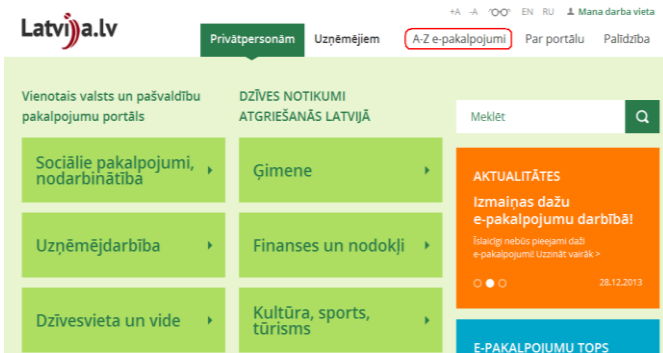 +A -A EN RU Mana darba vieta
Latvija.lv
Privātpersonām Uzņēmējiem A-Z e-pakalpojumi Par portālu Palīdzība
Vienotais valsts un pašvaldību
pakalpojumu portāls
DZĪVES NOTIKUMI
ATGRIEŠANĀS LATVIJĀ
Meklēt
Sociālie pakalpojumi,
nodarbinātība
Ģimene
AKTUALITĀTES
Izmaiņas dažu
e-pakalpojumu darbībā!
Īslaicīgi nebūs pieejami daži
e-pakalpojumi! Uzzināt vairāk >
28.12.2013
Uzņēmējdarbība
Finanses un nodokļi
Dzīvesvieta un vide
Kultūra, sports,
tūrisms
E-PAKALPOJUMU TOPS